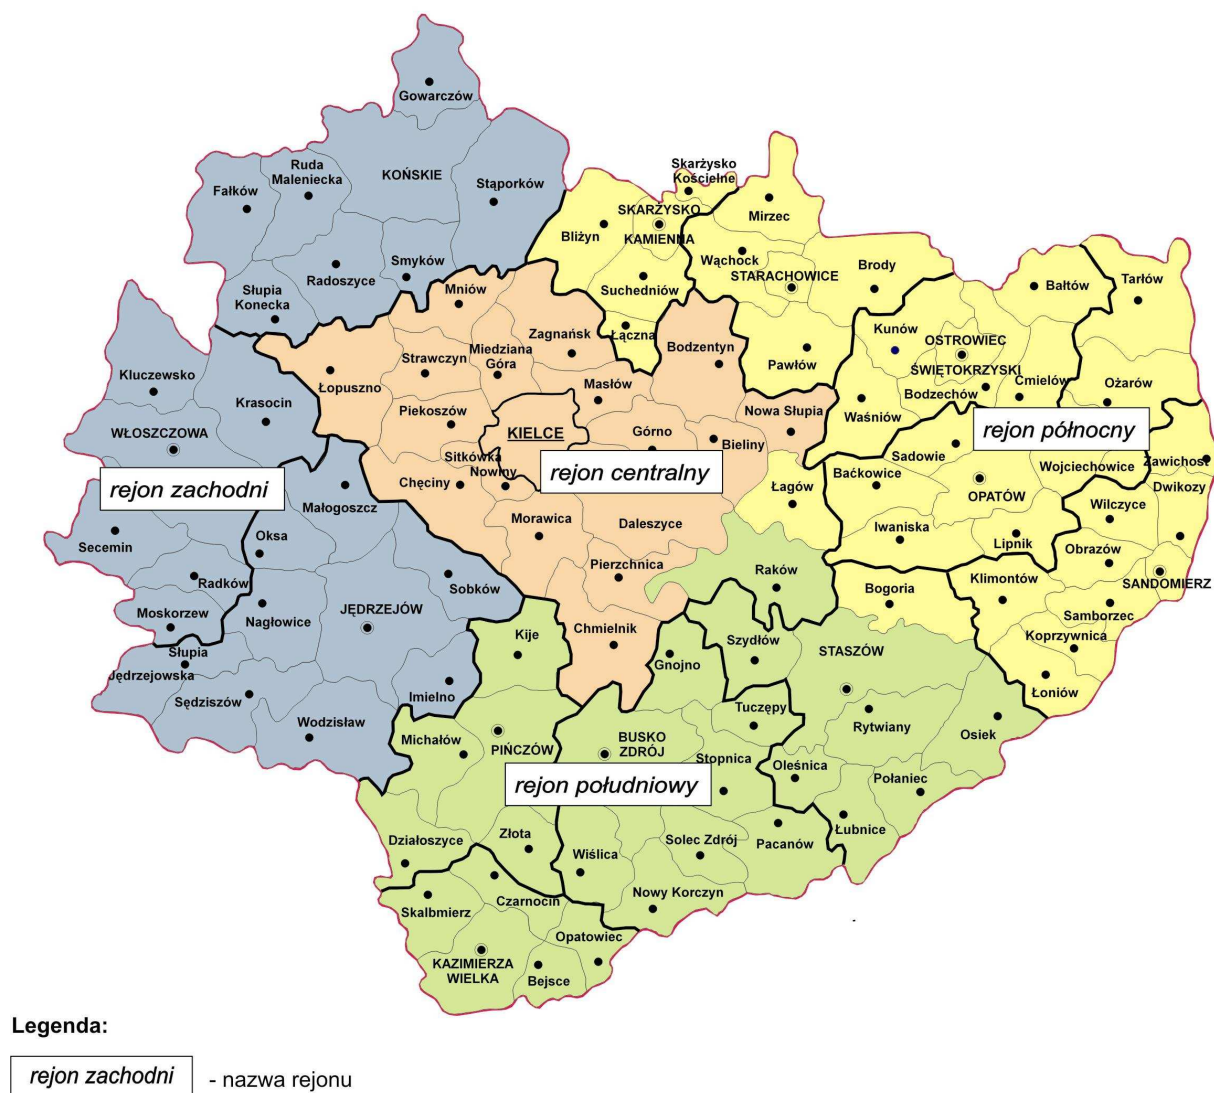 Gowarczów
Skarżysko
Kościelne
Ruda
Maleniecka
KOŃSKIE
Stąporków
Fałków
SKARŻYSKO
KAMIENNA
Mirzec
Bliżyn
Wąchock
STARACHOWICE
Brody
Smyków
Radoszyce
Słupia
Konecka
Mniów
Suchedniów
Bałtów
Tarłów
Łączna
Zagnańsk
Bodzentyn
Kunów
OSTROWIEC
ŚWIĘTOKRZYSKI
Strawczyn
Miedziana
Góra
Pawłów
Kluczewsko
Łopuszno
Masłów
Bodzechów
Ćmielów
Ożarów
Krasocin
Piekoszów
Nowa Słupia
Waśniów
WŁOSZCZOWA
KIELCE
Górno
Bieliny
rejon północny
Sitkówka
Nowiny
Sadowie
Wojciechowice
Zawichost
rejon zachodni
Chęciny
rejon centralny
Łagów
Baćkowice
OPATÓW
Dwikozy
Małogoszcz
Wilczyce
Morawica
Daleszyce
Iwaniska
Lipnik
Secemin
Oksa
Obrazów
Pierzchnica
Raków
Klimontów
SANDOMIERZ
Radków
Sobków
Bogoria
Moskorzew
Nagłowice
JĘDRZEJÓW
Samborzec
Chmielnik
Kije
Szydłów
STASZÓW
Koprzywnica
Słupia
Jędrzejowska
Gnojno
Łoniów
Sędziszów
Imielno
Tuczępy
Wodzisław
Michałów
PIŃCZÓW
BUSKO
ZDRÓJ
Rytwiany
Osiek
Stopnica
Oleśnica
Połaniec
rejon południowy
Działoszyce
Złota
Solec Zdrój
Pacanów
Łubnice
Wiślica
Nowy Korczyn
Skalbmierz
Czarnocin
Opatowiec
KAZIMIERZA
WIELKA
Bejsce
Legenda:
rejon zachodni - nazwa rejonu